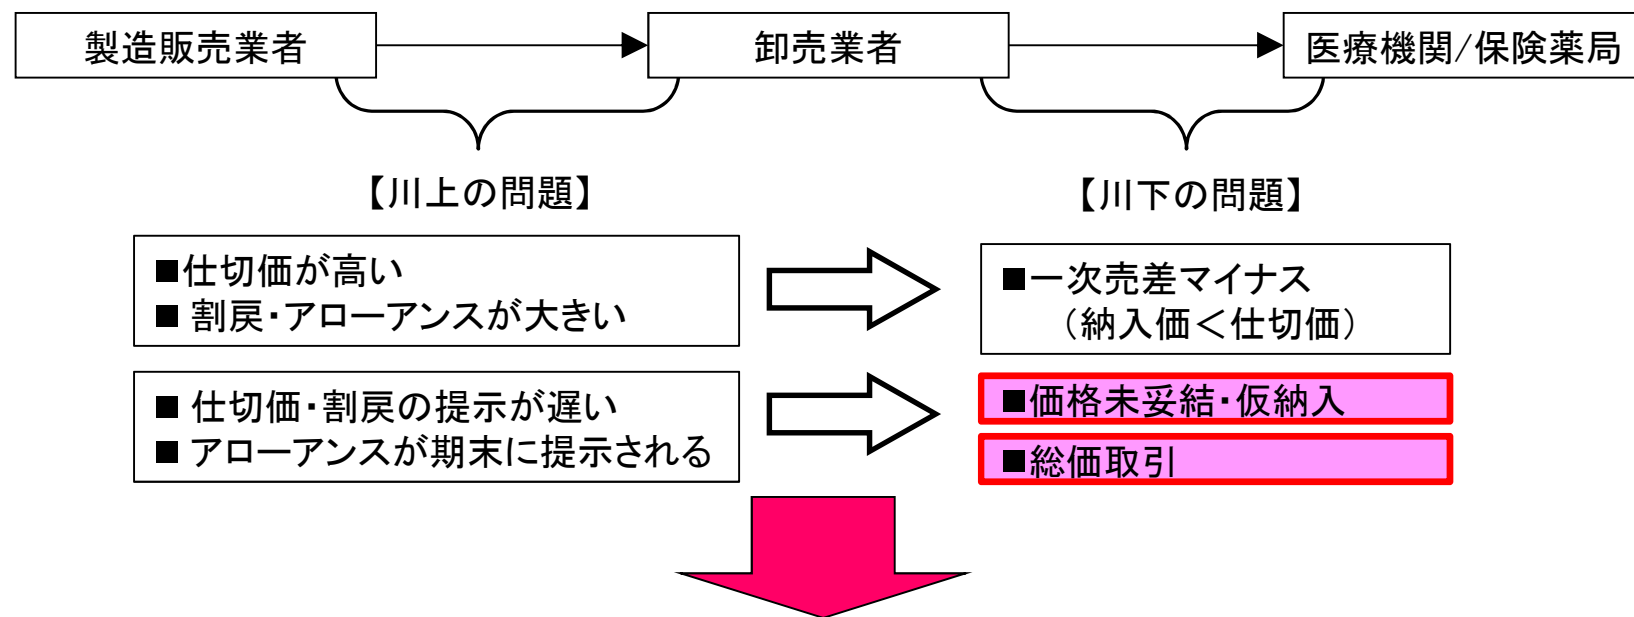 製造販売業者
卸売業者
医療機関/保険薬局
【川上の問題】
【川下の問題】
■仕切価が高い
■ 割戻・アローアンスが大きい
■一次売差マイナス
（納入価＜仕切価）
■ 仕切価・割戻の提示が遅い
■ アローアンスが期末に提示される
■価格未妥結・仮納入
■総価取引